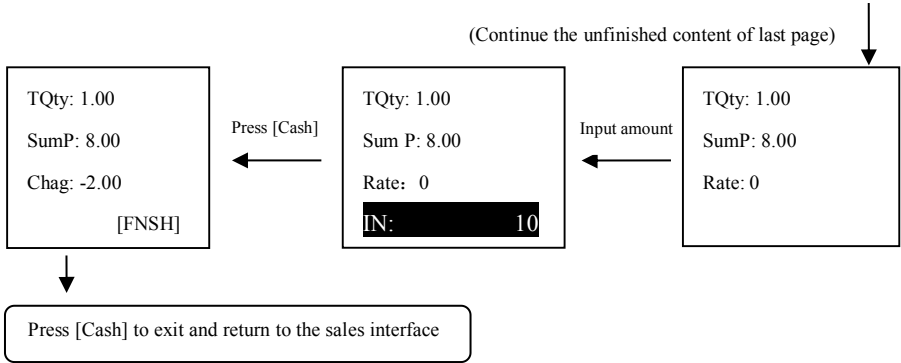 (Continue the unfinished content of last page)
TQty: 1.00
SumP: 8.00
Rate: 0
Input amount
TQty: 1.00
Sum P: 8.00
Rate：0
IN: 10
Press [Cash]
TQty: 1.00
SumP: 8.00
Chag: -2.00
[FNSH]
Press [Cash] to exit and return to the sales interface